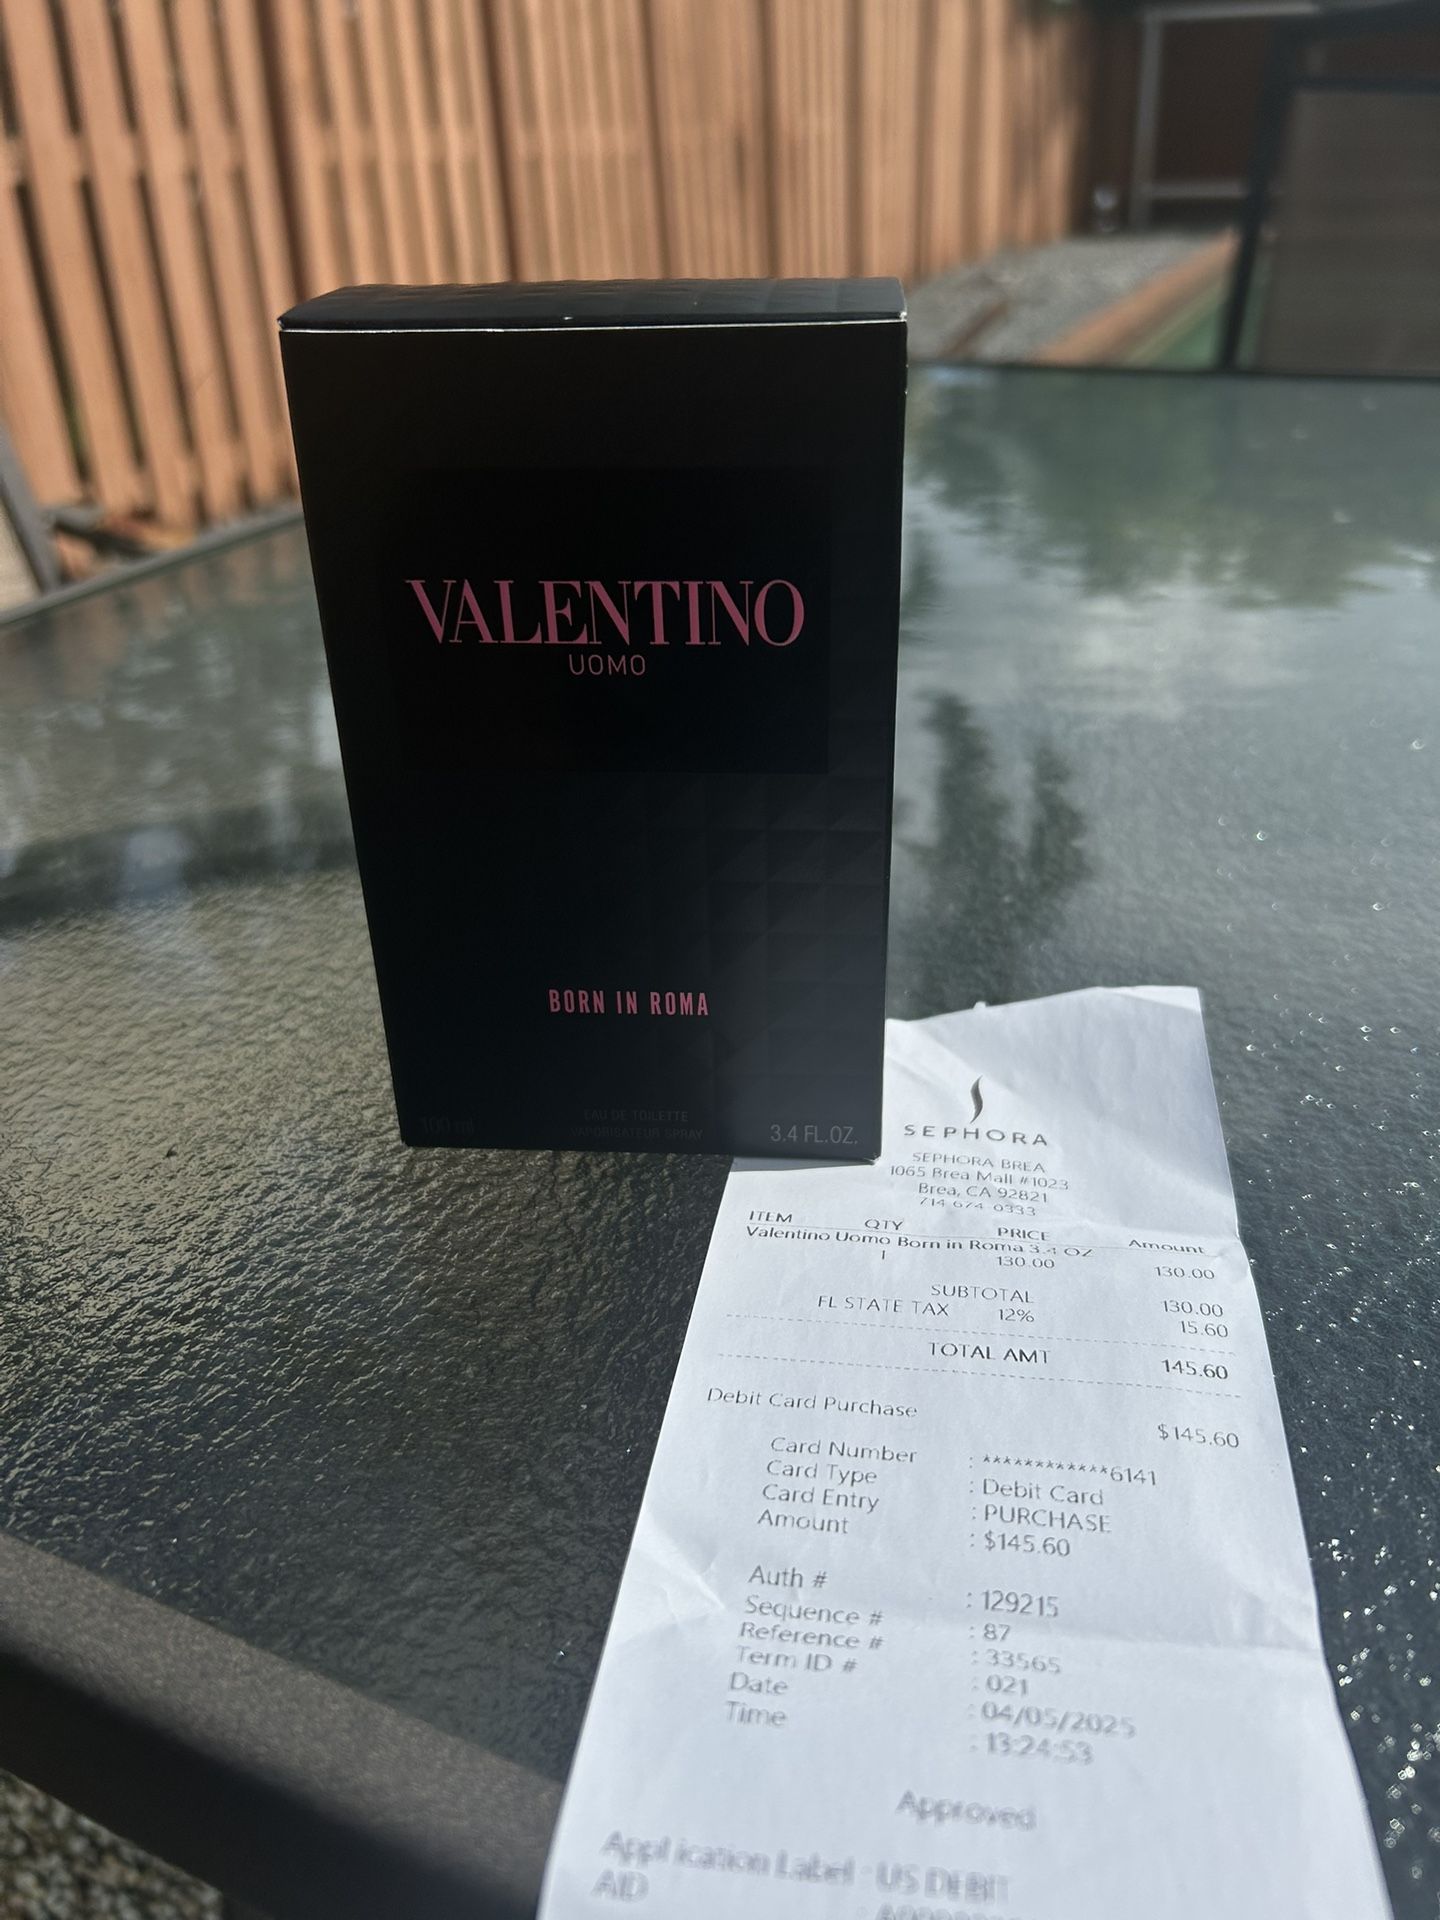 VALENTINO
UOMO
BORN IN ROMA
EAU DE TOILETTE
VAPORISATEUR SPRAY
100 ml
3.4 FL.OZ.
SEPHORA
SEPHORA BREA
1065 Brea Mall #1023
Brea, CA 92821
714 674 0333
ITEM QTY PRICE Amount
Valentino Uomo Born in Roma 3.4 OZ
1 130.00 130.00
SUBTOTAL 130.00
FL STATE TAX 12% 15.60
TOTAL AMT 145.60
Debit Card Purchase $145.60
Card Number : ************6141
Card Type : Debit Card
Card Entry : PURCHASE
Amount : $145.60
Auth # : 129215
Sequence # : 87
Reference # : 33565
Term ID # : 021
Date : 04/05/2025
Time : 13:24:53
Approved
Application Label : US DEBIT
AID :